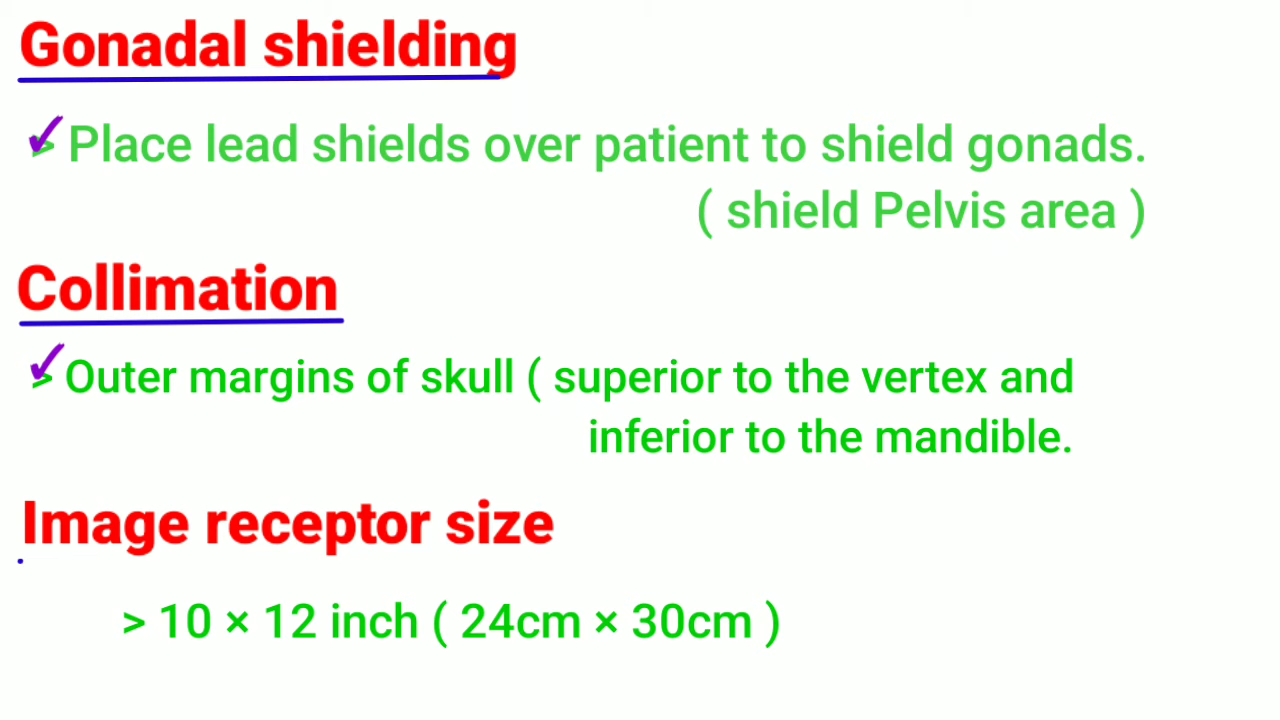 Gonadal shielding
✓> Place lead shields over patient to shield gonads.
( shield Pelvis area )
Collimation
✓> Outer margins of skull ( superior to the vertex and
inferior to the mandible.
Image receptor size
> 10 × 12 inch ( 24cm × 30cm )